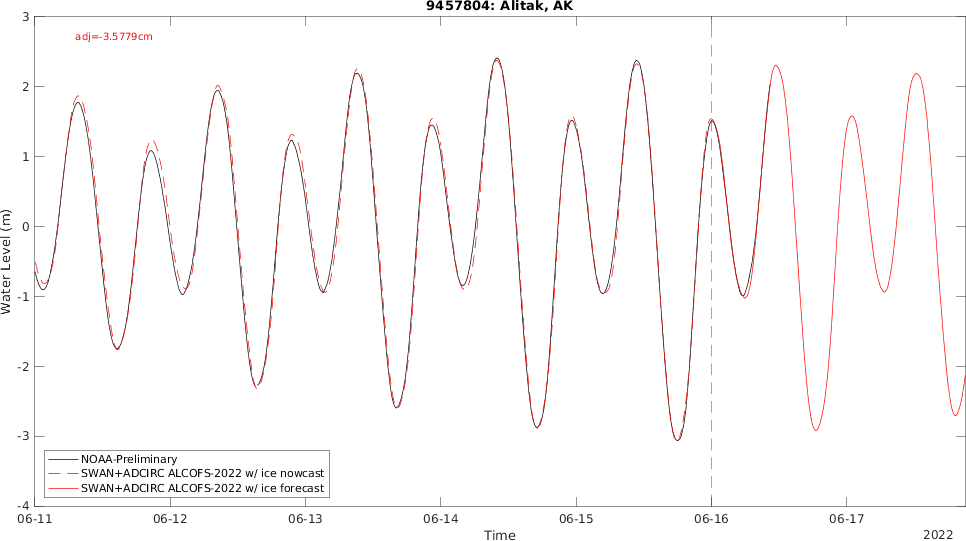 9457804: Alitak, AK
adj=-3.5779cm
3
2
1
0
-1
-2
-3
-4
Water Level (m)
NOAA-Preliminary
SWAN+ADCIRC ALCOFS-2022 w/ ice nowcast
SWAN+ADCIRC ALCOFS-2022 w/ ice forecast
06-11 06-12 06-13 06-14 06-15 06-16 06-17
Time
2022